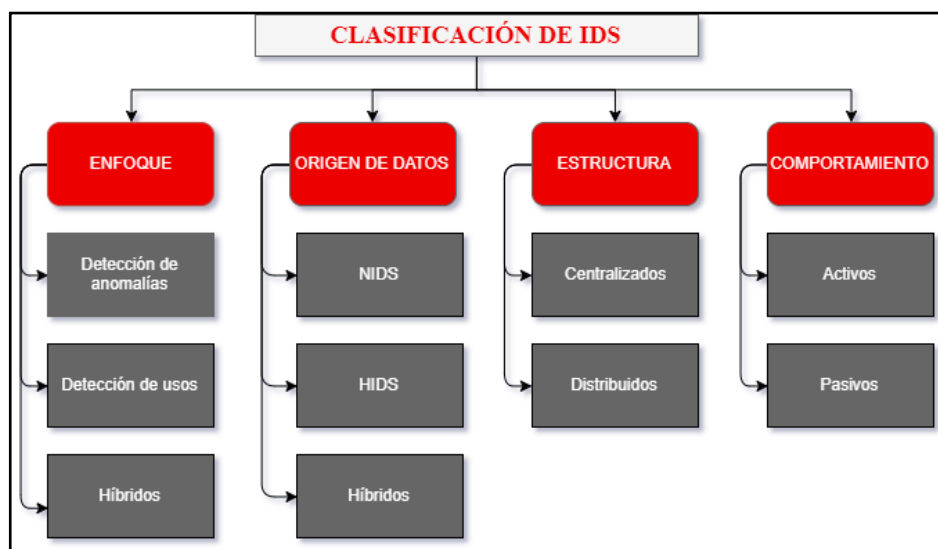 CLASIFICACIÓN DE IDS
ENFOQUE
Detección de
anomalías
Detección de usos
Híbridos
ORIGEN DE DATOS
NIDS
HIDS
Híbridos
ESTRUCTURA
Centralizados
Distribuidos
COMPORTAMIENTO
Activos
Pasivos